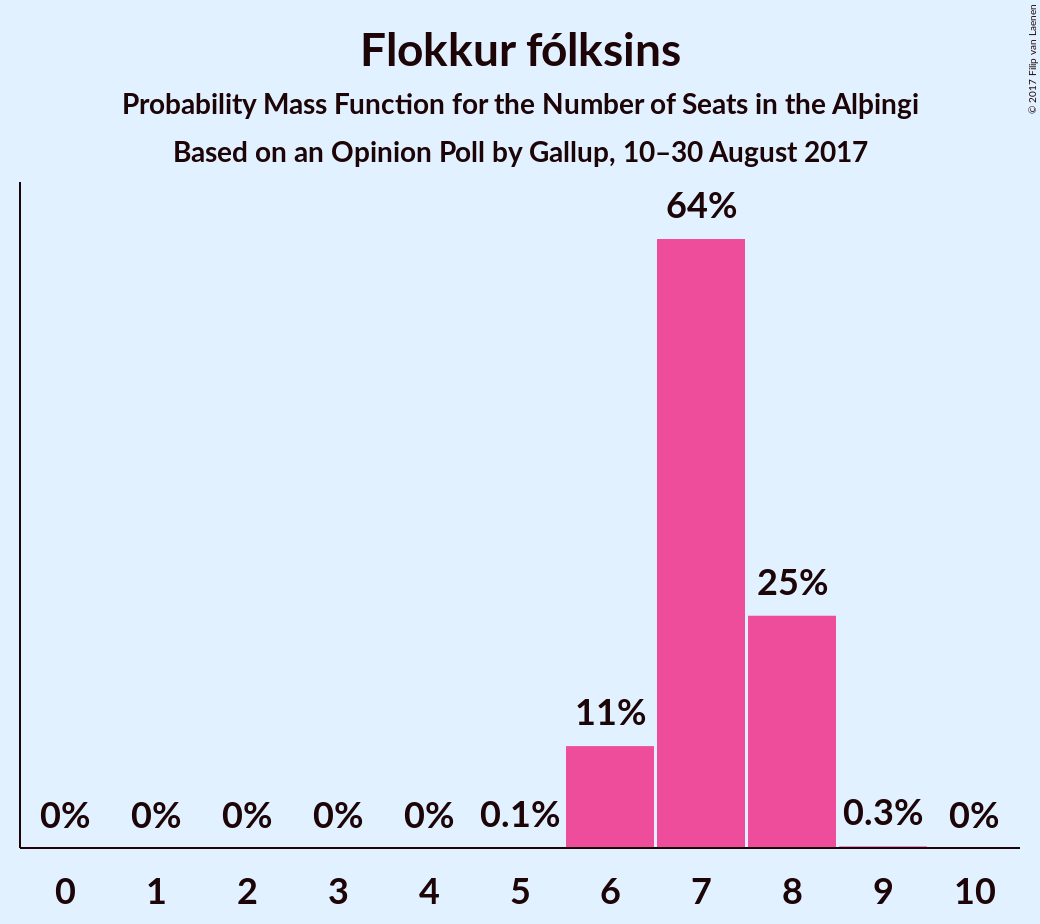 Flokkur fólksins
Probability Mass Function for the Number of Seats in the Alþingi
Based on an Opinion Poll by Gallup, 10–30 August 2017
© 2017 Filip van Laenen
64%
25%
11%
0% 0% 0% 0% 0% 0.1% 0.3% 0%
0 1 2 3 4 5 6 7 8 9 10